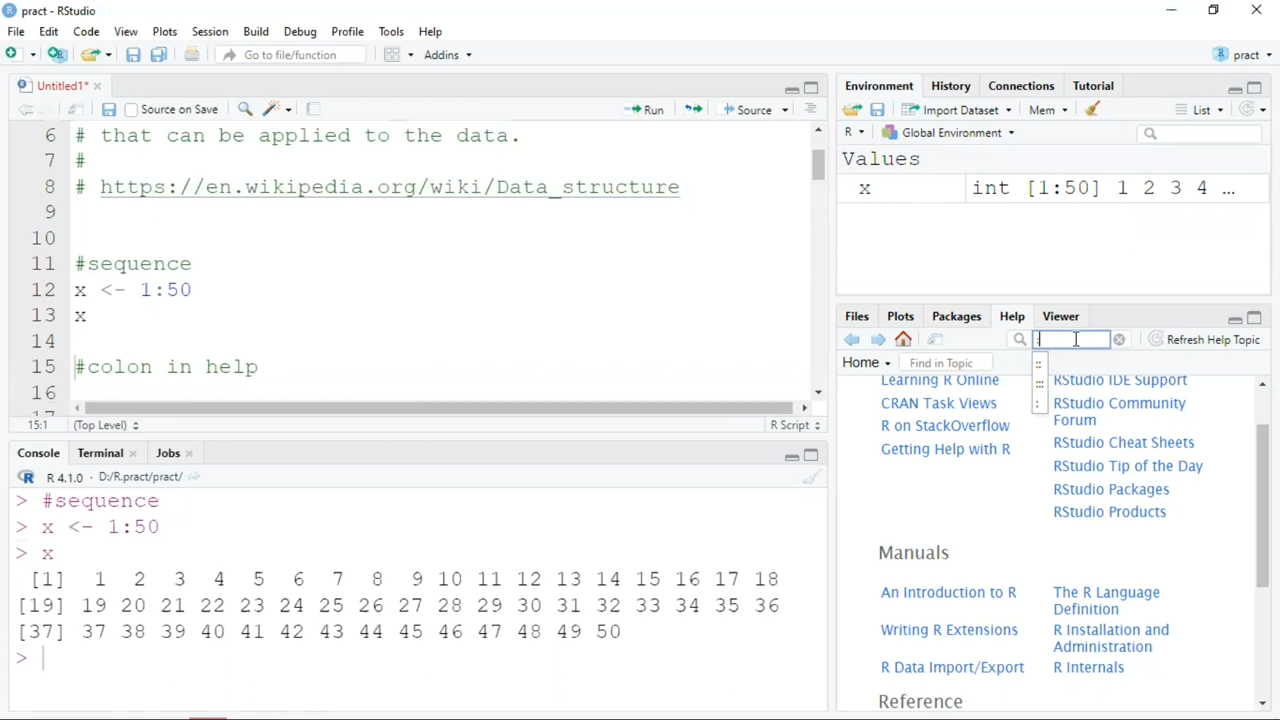 pract - RStudio
File Edit Code View Plots Session Build Debug Profile Tools Help
Go to file/function Addins pract
Untitled1*
Source on Save Run Source
6 # that can be applied to the data.
7 #
8 # https://en.wikipedia.org/wiki/Data_structure
9
10
11 #sequence
12 x <- 1:50
13 x
14
15 #colon in help
16
15:1 (Top Level) R Script
Console Terminal Jobs
R 4.1.0 · D:/R.pract/pract/
> #sequence
> x <- 1:50
> x
[1] 1 2 3 4 5 6 7 8 9 10 11 12 13 14 15 16 17 18
[19] 19 20 21 22 23 24 25 26 27 28 29 30 31 32 33 34 35 36
[37] 37 38 39 40 41 42 43 44 45 46 47 48 49 50
>
Environment History Connections Tutorial
Import Dataset Mem List
R Global Environment
Values
x int [1:50] 1 2 3 4 ...
Files Plots Packages Help Viewer
: Refresh Help Topic
Home Find in Topic
::
:::
:
Learning R Online
CRAN Task Views
R on StackOverflow
Getting Help with R
RStudio IDE Support
RStudio Community
Forum
RStudio Cheat Sheets
RStudio Tip of the Day
RStudio Packages
RStudio Products
Manuals
An Introduction to R
Writing R Extensions
R Data Import/Export
The R Language
Definition
R Installation and
Administration
R Internals
Reference